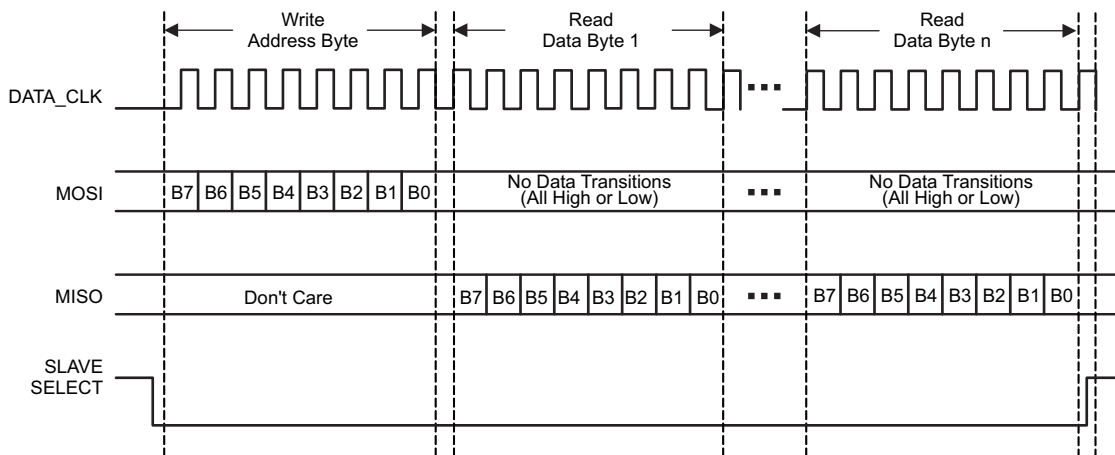 Write
Address Byte
Read
Data Byte 1
Read
Data Byte n
DATA_CLK
MOSI
B7 B6 B5 B4 B3 B2 B1 B0
No Data Transitions
(All High or Low)
No Data Transitions
(All High or Low)
MISO
Don't Care
B7 B6 B5 B4 B3 B2 B1 B0
B7 B6 B5 B4 B3 B2 B1 B0
SLAVE
SELECT